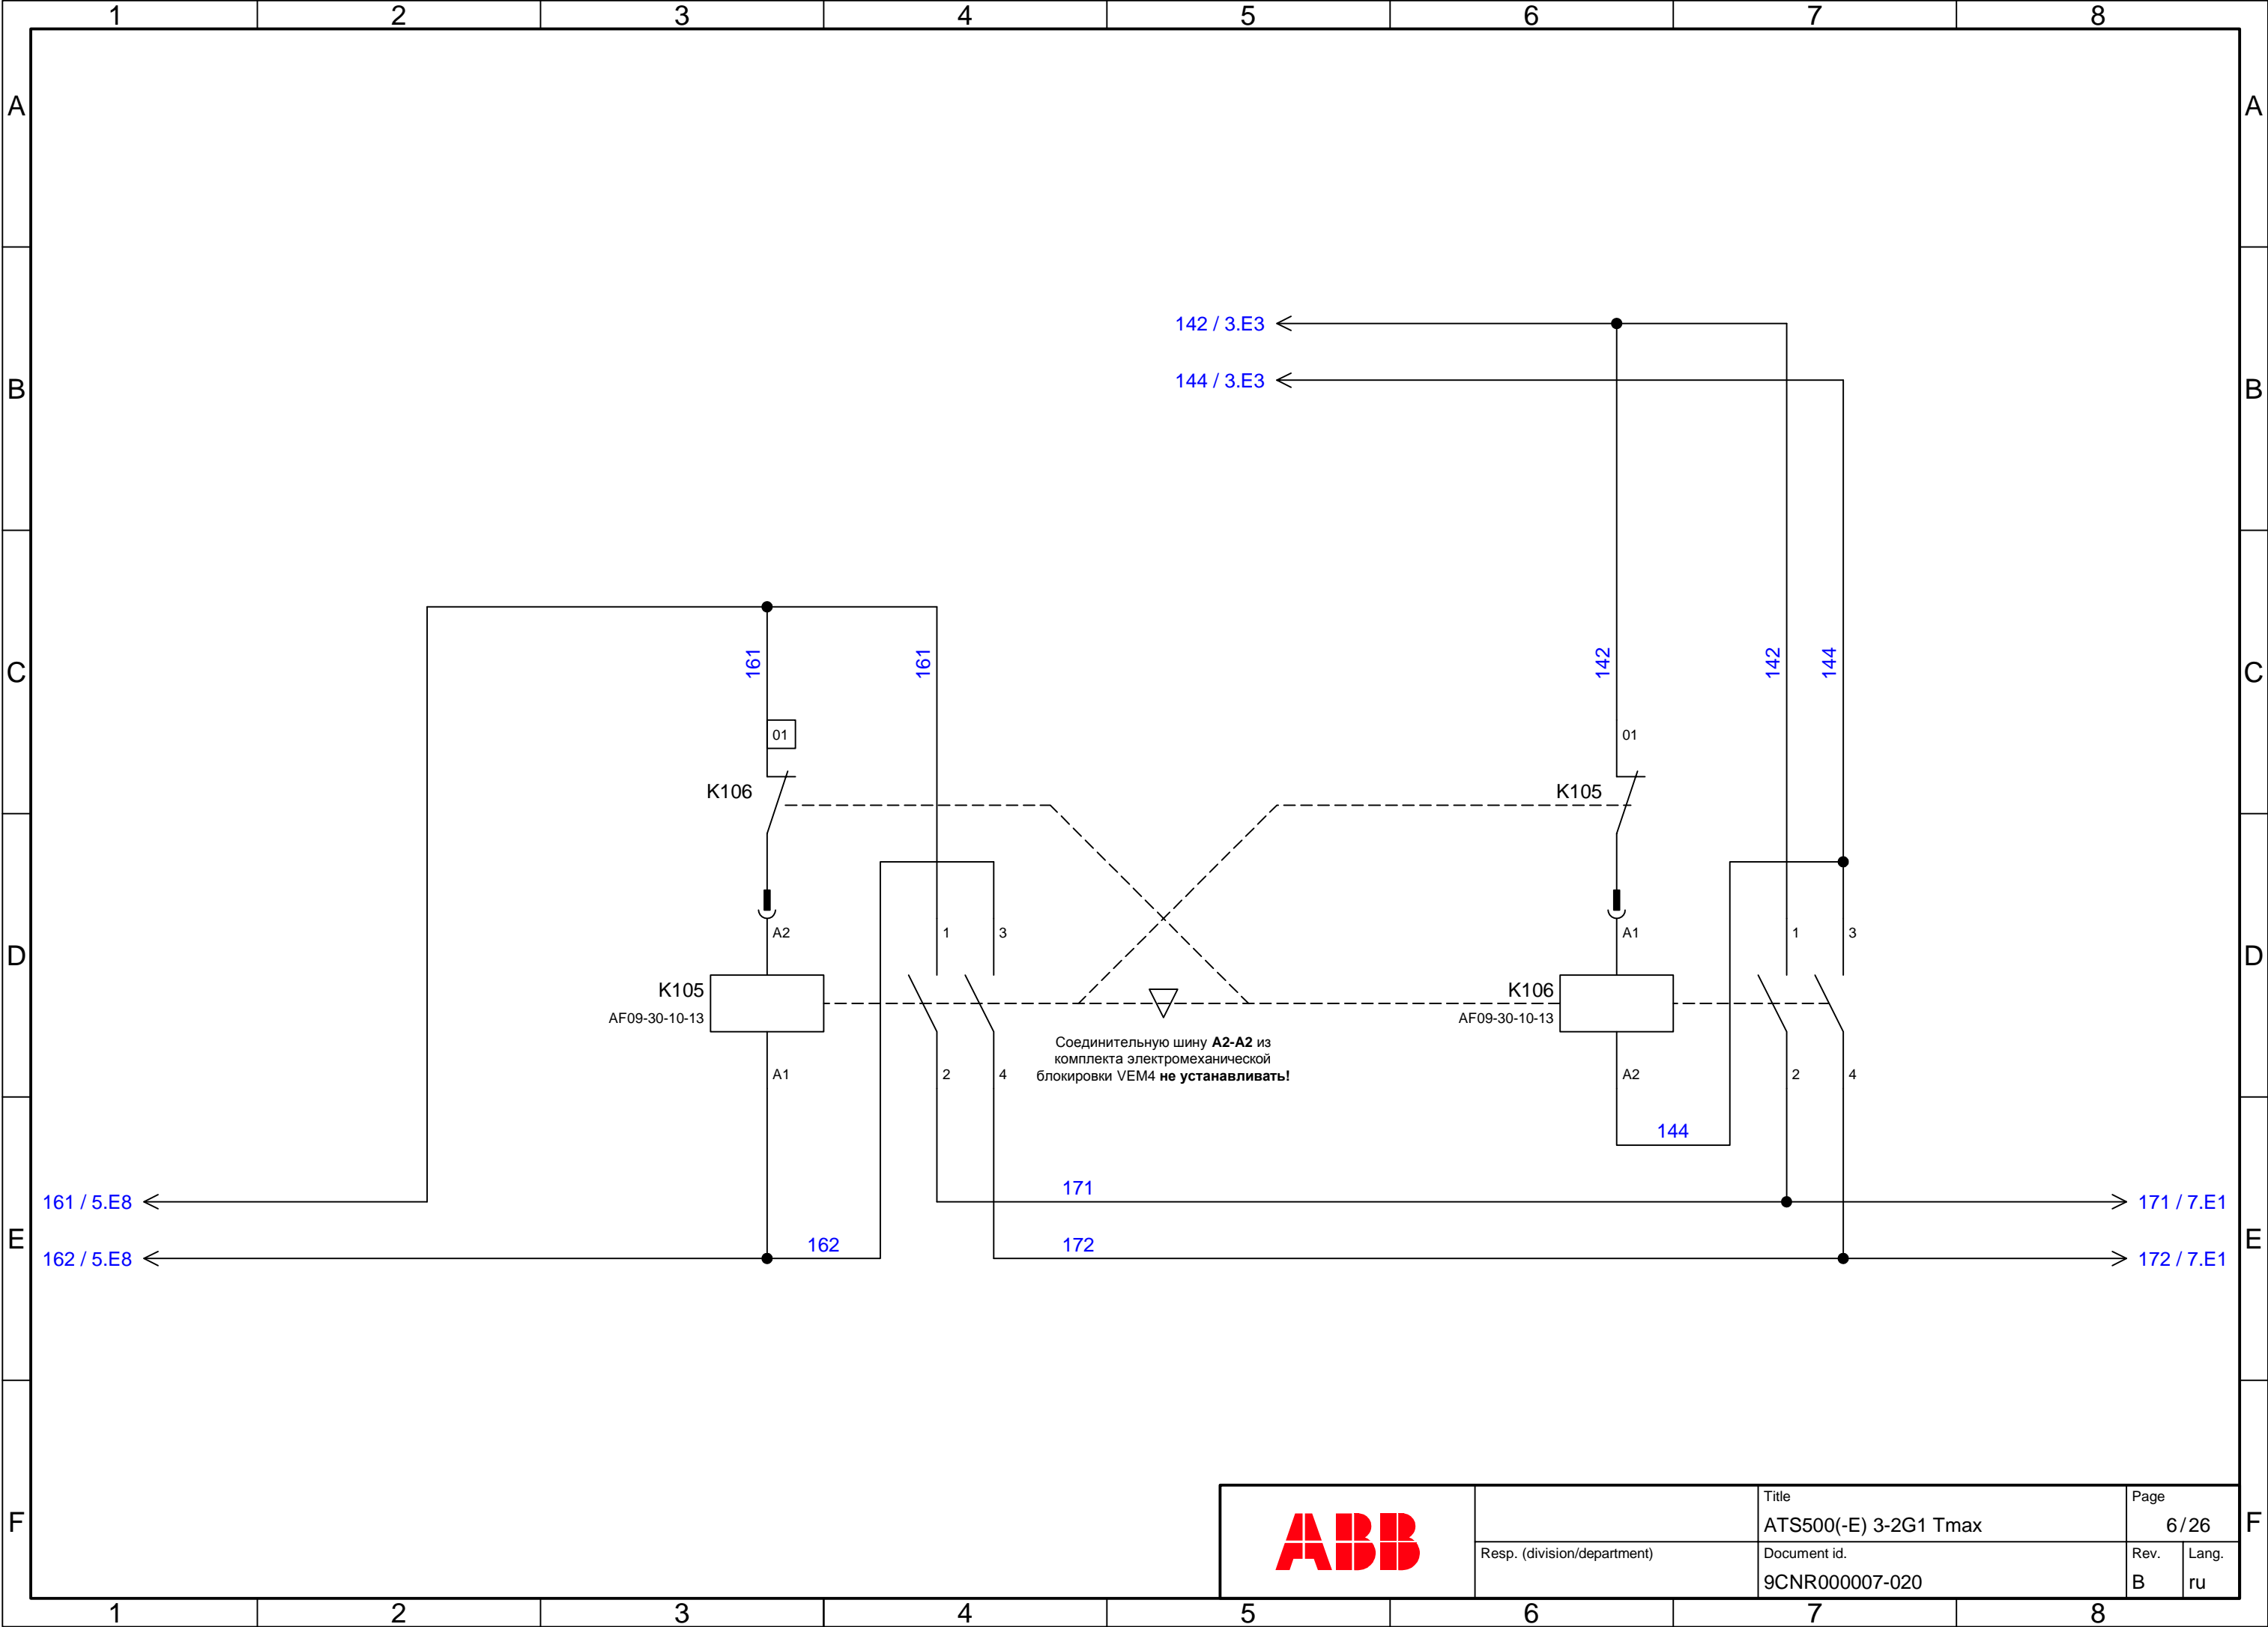 1 2 3 4 5 6 7 8
A A
142 / 3.E3
144 / 3.E3
B B
161 161 142 142 144
C C
01 01
K106 K105
A2 1 3 A1 1 3
D D
K105 K106
AF09-30-10-13 AF09-30-10-13
Соединительную шину A2-A2 из
комплекта электромеханической
блокировки VEM4 не устанавливать!
A1 2 4 A2 2 4
144
171
161 / 5.E8 171 / 7.E1
E E
162 172
162 / 5.E8 172 / 7.E1
F F
ABB
Title
ATS500(-E) 3-2G1 Tmax
Page
6/26
Resp. (division/department)
Document id.
9CNR000007-020
Rev.
B
Lang.
ru
1 2 3 4 5 6 7 8